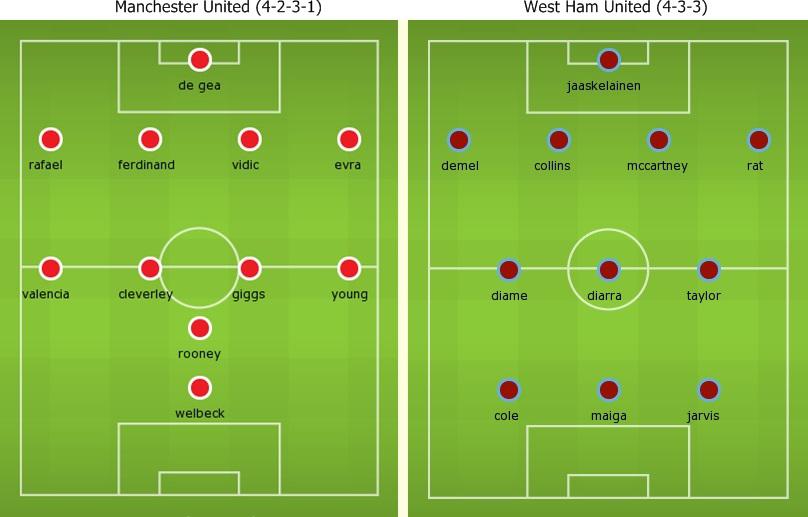 Manchester United (4-2-3-1)
de gea
rafael ferdinand vidic evra
valencia cleverley giggs young
rooney
welbeck
West Ham United (4-3-3)
jaaskelainen
demel collins mccartney rat
diame diarra taylor
cole maiga jarvis